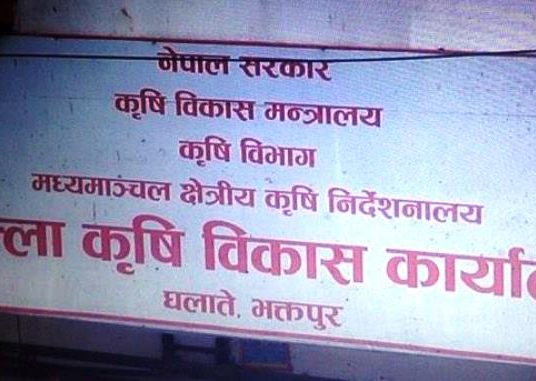 नेपाल सरकार
कृषि विकास मन्त्रालय
कृषि विभाग
मध्यमाञ्चल क्षेत्रीय कृषि निर्देशनालय
ल्ला कृषि विकास कार्या
घलाते, भक्तपुर